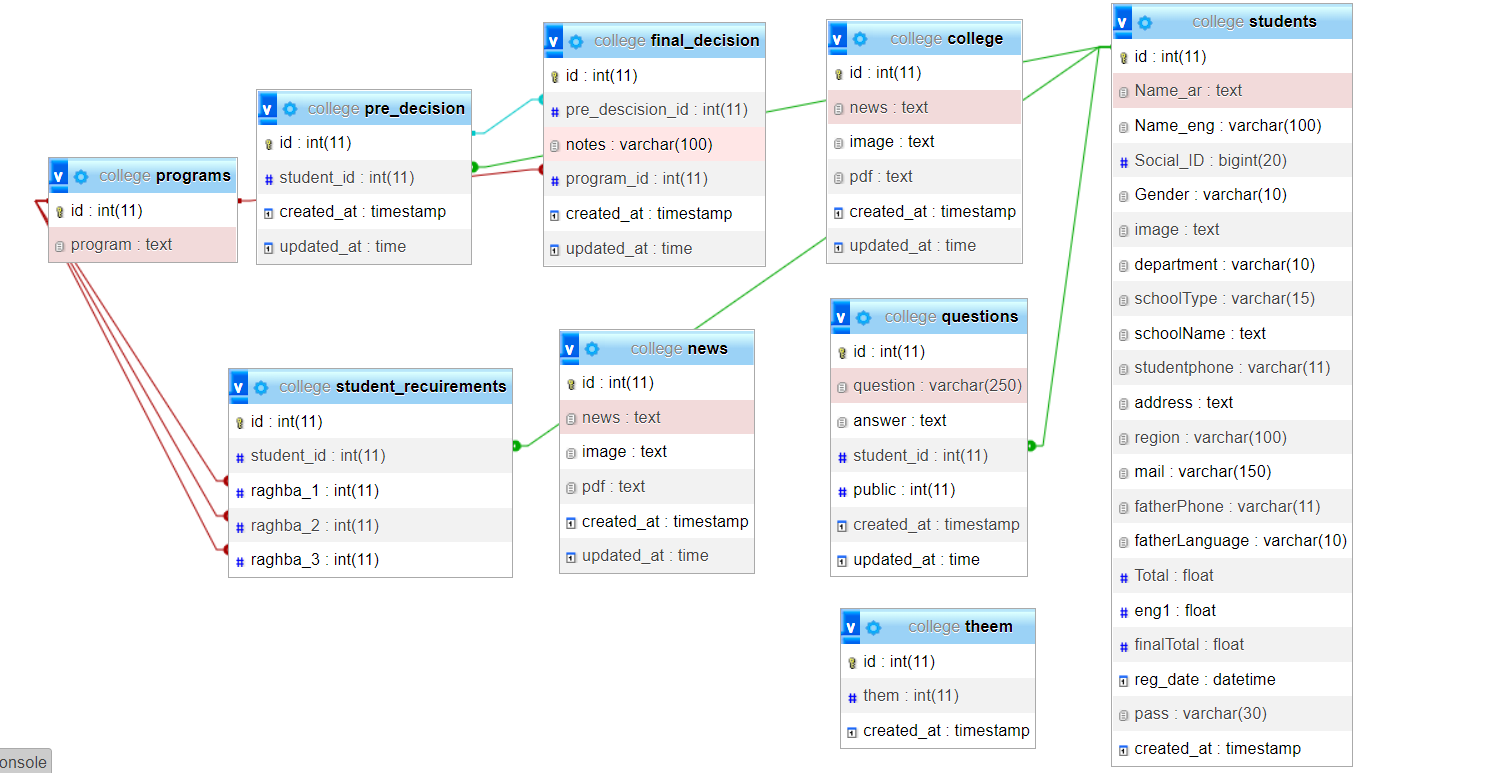 v college programs
id : int(11)
program : text
v college pre_decision
id : int(11)
student_id : int(11)
created_at : timestamp
updated_at : time
v college final_decision
id : int(11)
pre_descision_id : int(11)
notes : varchar(100)
program_id : int(11)
created_at : timestamp
updated_at : time
v college college
id : int(11)
news : text
image : text
pdf : text
created_at : timestamp
updated_at : time
v college students
id : int(11)
Name_ar : text
Name_eng : varchar(100)
Social_ID : bigint(20)
Gender : varchar(10)
image : text
department : varchar(10)
schoolType : varchar(15)
schoolName : text
studentphone : varchar(11)
address : text
region : varchar(100)
mail : varchar(150)
fatherPhone : varchar(11)
fatherLanguage : varchar(10)
Total : float
eng1 : float
finalTotal : float
reg_date : datetime
pass : varchar(30)
created_at : timestamp
v college student_recuirements
id : int(11)
student_id : int(11)
raghba_1 : int(11)
raghba_2 : int(11)
raghba_3 : int(11)
v college news
id : int(11)
news : text
image : text
pdf : text
created_at : timestamp
updated_at : time
v college questions
id : int(11)
question : varchar(250)
answer : text
student_id : int(11)
public : int(11)
created_at : timestamp
updated_at : time
v college theem
id : int(11)
them : int(11)
created_at : timestamp
onsole